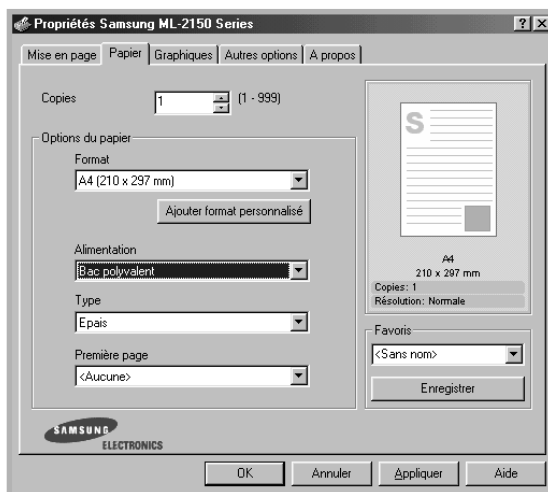 Propriétés Samsung ML-2150 Series
Mise en page Papier Graphiques Autres options A propos
Copies 1 (1 - 999)
Options du papier
Format
A4 (210 x 297 mm)
Ajouter format personnalisé
Alimentation
Bac polyvalent
Type
Epais
Première page
<Aucune>
S
A4
210 x 297 mm
Copies: 1
Résolution: Normale
Favoris
<Sans nom>
Enregistrer
SAMSUNG
ELECTRONICS
OK Annuler Appliquer Aide